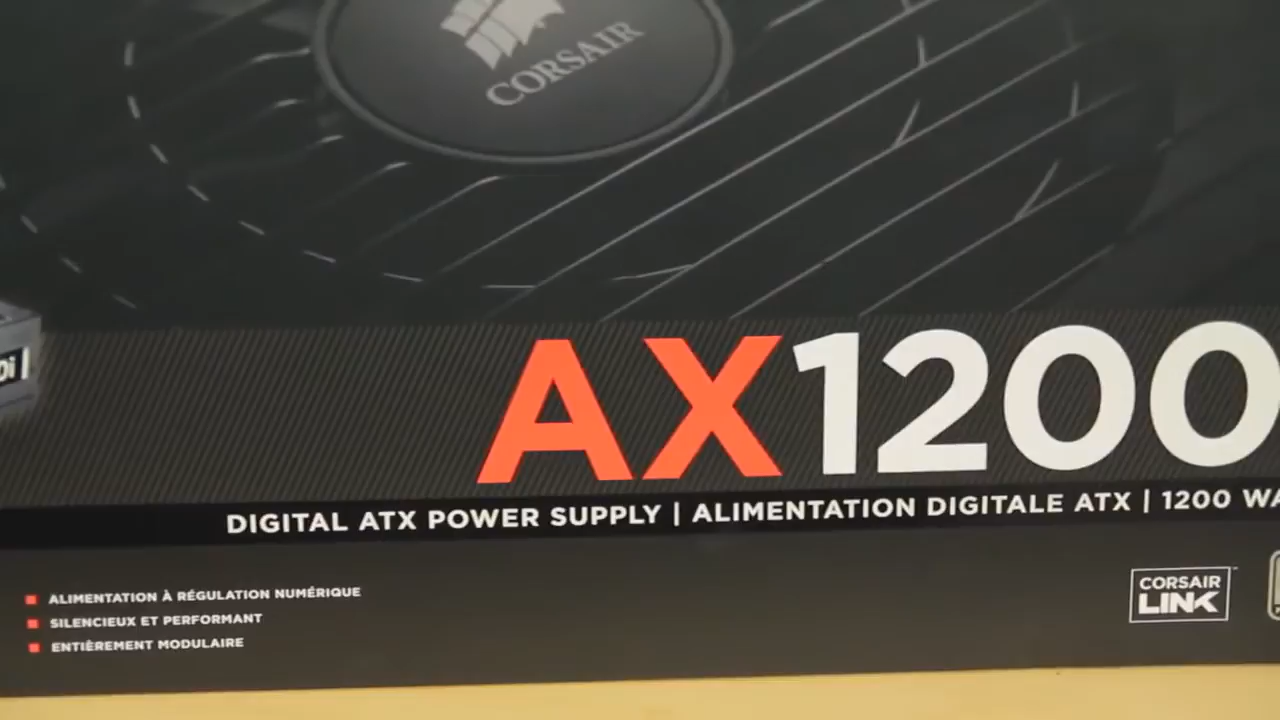 CORSAIR
0i
AX1200
DIGITAL ATX POWER SUPPLY | ALIMENTATION DIGITALE ATX | 1200 WA
ALIMENTATION À RÉGULATION NUMÉRIQUE
SILENCIEUX ET PERFORMANT
ENTIÈREMENT MODULAIRE
CORSAIR
LINK